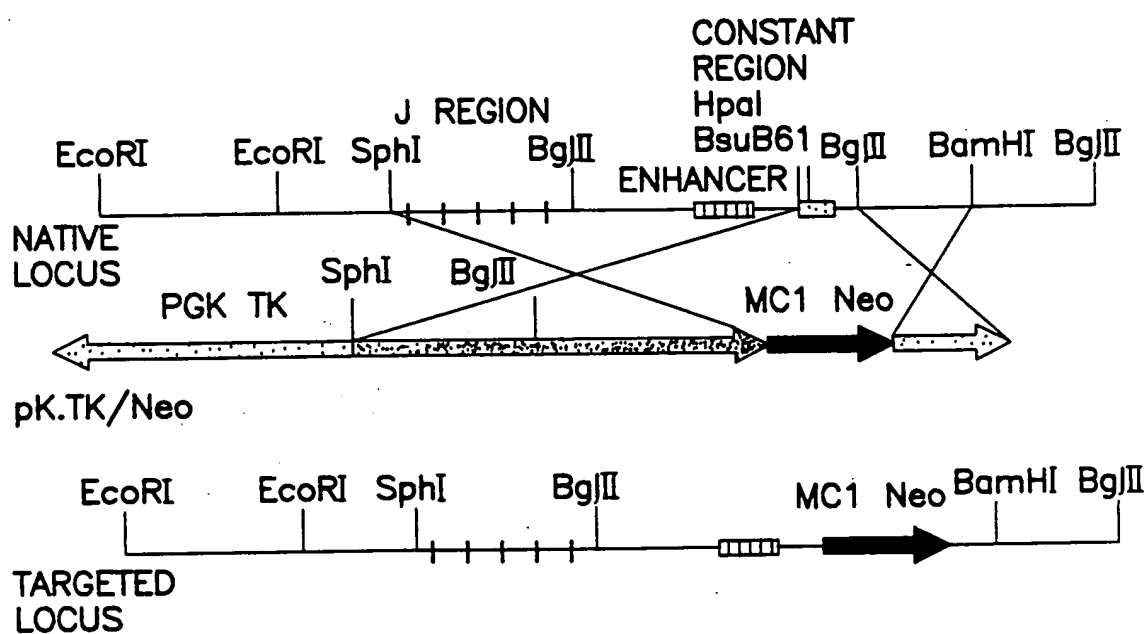 CONSTANT
REGION
HpaI
BsuB61
J REGION
EcoRI EcoRI SphI BglII ENHANCER BglII BamHI BglII
NATIVE
LOCUS
SphI BglII
PGK TK MC1 Neo
pK.TK/Neo
EcoRI EcoRI SphI BglII MC1 Neo BamHI BglII
TARGETED
LOCUS